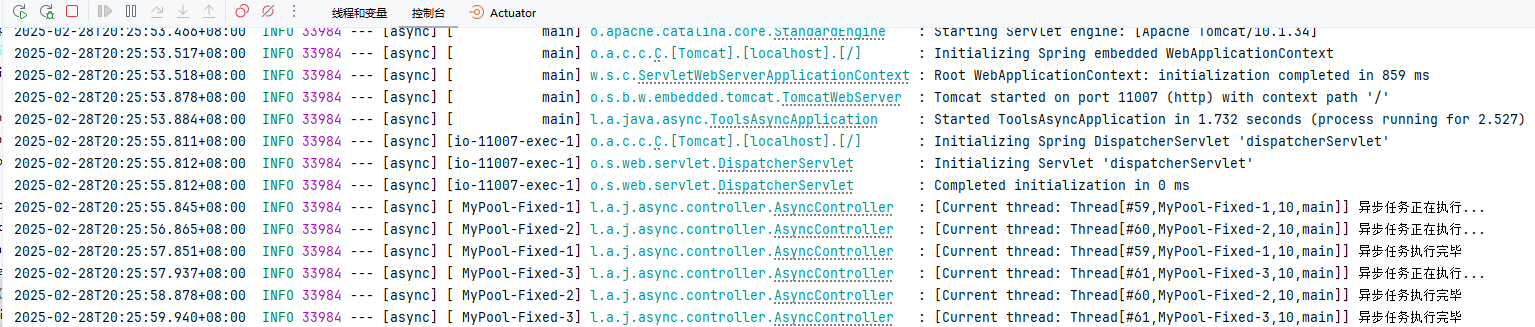 线程和变量 控制台 Actuator
2025-02-28T20:25:53.466+08:00  INFO 33984 --- [async] [           main] o.apache.catalina.core.StandardEngine    : Starting Servlet engine: [Apache Tomcat/10.1.34]
2025-02-28T20:25:53.517+08:00  INFO 33984 --- [async] [           main] o.a.c.c.C.[Tomcat].[localhost].[/]       : Initializing Spring embedded WebApplicationContext
2025-02-28T20:25:53.518+08:00  INFO 33984 --- [async] [           main] w.s.c.ServletWebServerApplicationContext : Root WebApplicationContext: initialization completed in 859 ms
2025-02-28T20:25:53.878+08:00  INFO 33984 --- [async] [           main] o.s.b.w.embedded.tomcat.TomcatWebServer  : Tomcat started on port 11007 (http) with context path '/'
2025-02-28T20:25:53.884+08:00  INFO 33984 --- [async] [           main] l.a.java.async.ToolsAsyncApplication     : Started ToolsAsyncApplication in 1.732 seconds (process running for 2.527)
2025-02-28T20:25:55.811+08:00  INFO 33984 --- [async] [io-11007-exec-1] o.a.c.c.C.[Tomcat].[localhost].[/]       : Initializing Spring DispatcherServlet 'dispatcherServlet'
2025-02-28T20:25:55.812+08:00  INFO 33984 --- [async] [io-11007-exec-1] o.s.web.servlet.DispatcherServlet        : Initializing Servlet 'dispatcherServlet'
2025-02-28T20:25:55.812+08:00  INFO 33984 --- [async] [io-11007-exec-1] o.s.web.servlet.DispatcherServlet        : Completed initialization in 0 ms
2025-02-28T20:25:55.845+08:00  INFO 33984 --- [async] [ MyPool-Fixed-1] l.a.j.async.controller.AsyncController   : [Current thread: Thread[#59,MyPool-Fixed-1,10,main]] 异步任务正在执行...
2025-02-28T20:25:56.865+08:00  INFO 33984 --- [async] [ MyPool-Fixed-2] l.a.j.async.controller.AsyncController   : [Current thread: Thread[#60,MyPool-Fixed-2,10,main]] 异步任务正在执行...
2025-02-28T20:25:57.851+08:00  INFO 33984 --- [async] [ MyPool-Fixed-1] l.a.j.async.controller.AsyncController   : [Current thread: Thread[#59,MyPool-Fixed-1,10,main]] 异步任务执行完毕
2025-02-28T20:25:57.937+08:00  INFO 33984 --- [async] [ MyPool-Fixed-3] l.a.j.async.controller.AsyncController   : [Current thread: Thread[#61,MyPool-Fixed-3,10,main]] 异步任务正在执行...
2025-02-28T20:25:58.878+08:00  INFO 33984 --- [async] [ MyPool-Fixed-2] l.a.j.async.controller.AsyncController   : [Current thread: Thread[#60,MyPool-Fixed-2,10,main]] 异步任务执行完毕
2025-02-28T20:25:59.940+08:00  INFO 33984 --- [async] [ MyPool-Fixed-3] l.a.j.async.controller.AsyncController   : [Current thread: Thread[#61,MyPool-Fixed-3,10,main]] 异步任务执行完毕